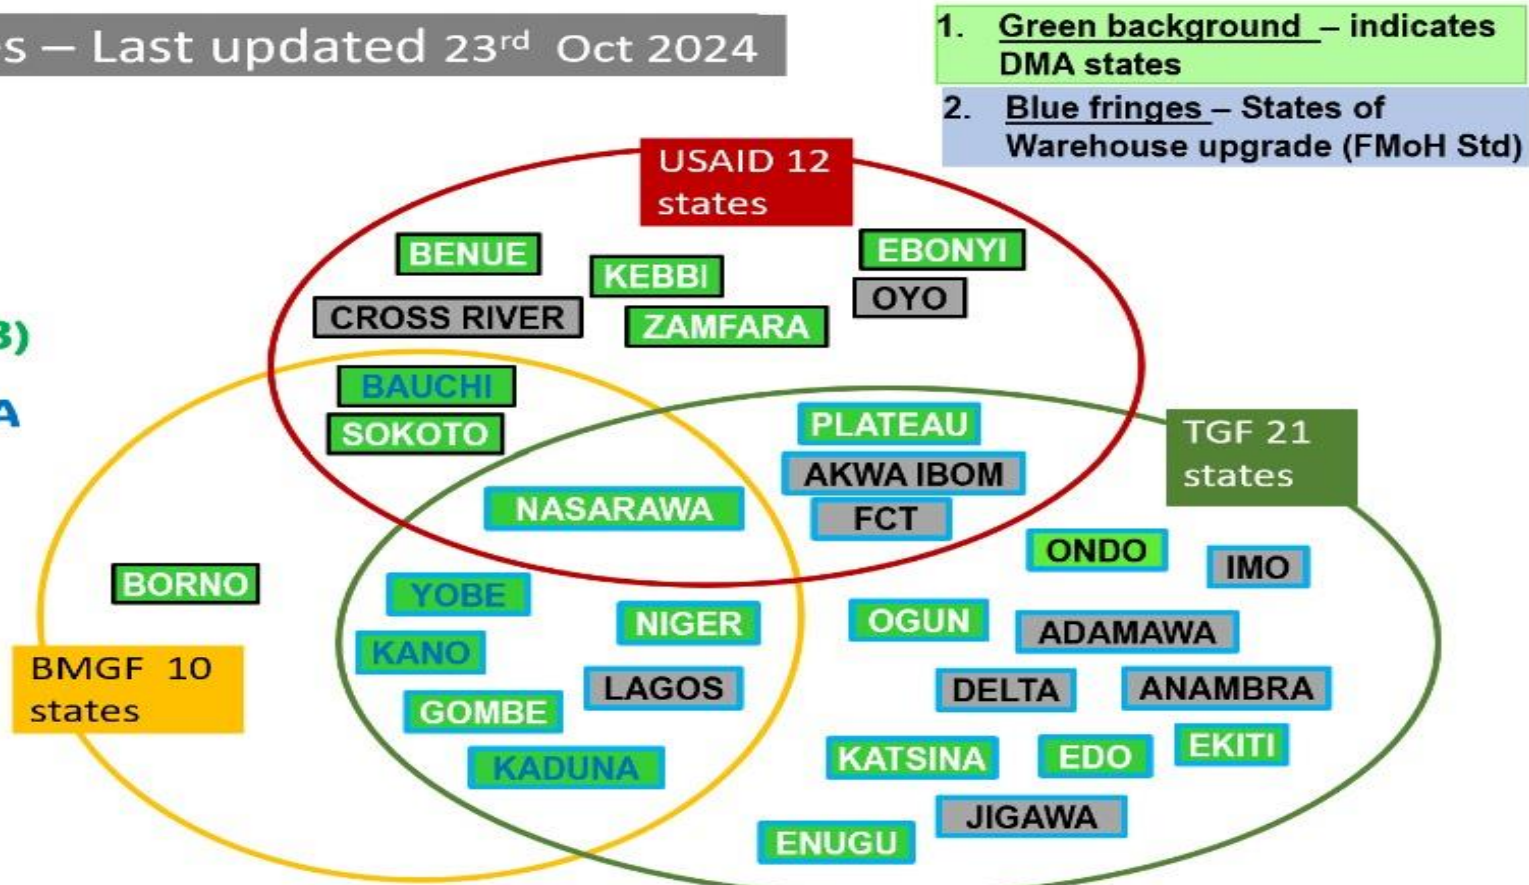 – Last updated 23rd Oct 2024
1. Green background – indicates
DMA states
2. Blue fringes – States of
Warehouse upgrade (FMoH Std)
USAID 12
states
BENUE
KEBBI
EBONYI
CROSS RIVER
ZAMFARA
OYO
BAUCHI
SOKOTO
PLATEAU
AKWA IBOM
FCT
TGF 21
states
NASARAWA
ONDO
IMO
BORNO
YOBE
NIGER
OGUN
ADAMAWA
KANO
BMGF 10
states
LAGOS
DELTA
ANAMBRA
GOMBE
KADUNA
KATSINA
EDO
EKITI
JIGAWA
ENUGU